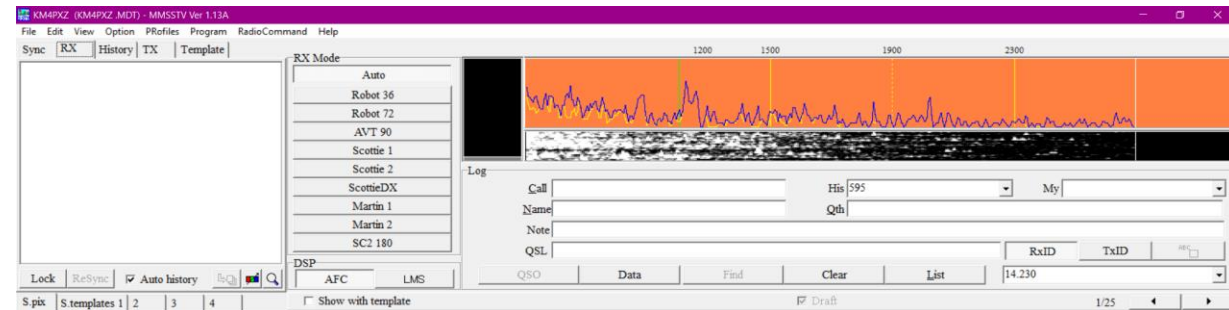 KM4PXZ (KM4PXZ .MDT) - MMSSTV Ver 1.13A
File Edit View Option PRofiles Program RadioCommand Help
Sync RX History TX Template
RX Mode
Auto
Robot 36
Robot 72
AVT 90
Scottie 1
Scottie 2
ScottieDX
Martin 1
Martin 2
SC2 180
DSP
AFC LMS
1200 1500 1900 2300
Log
Call His 595 My
Name Qth
Note
QSL RxID TxID
QSO Data Find Clear List 14.230
Lock ReSync Auto history
S.pix S.templates 1 2 3 4 Show with template Draft 1/25